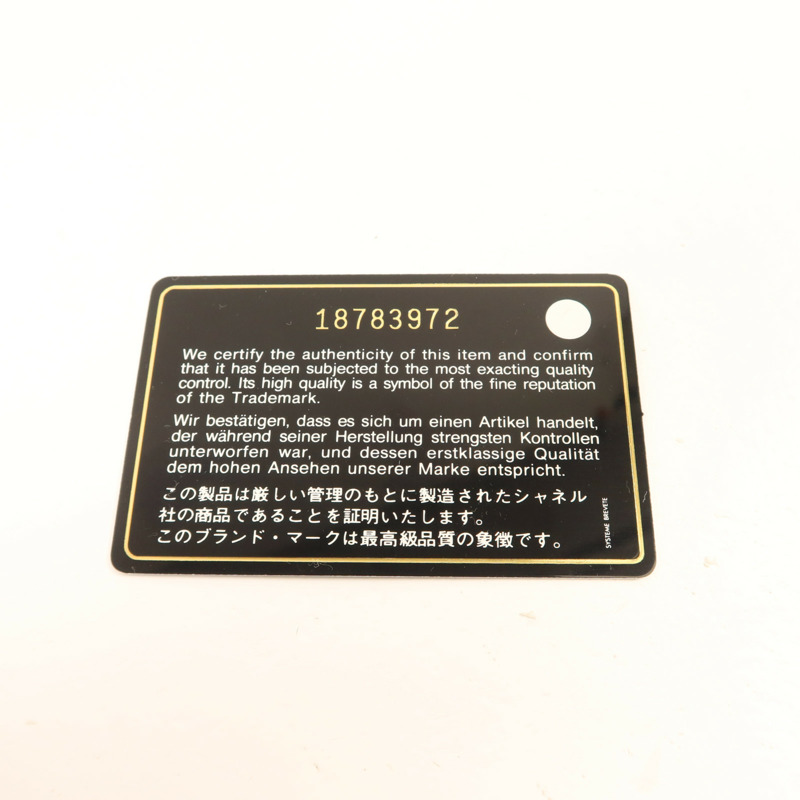 18783972
We certify the authenticity of this item and confirm
that it has been subjected to the most exacting quality
control. Its high quality is a symbol of the fine reputation
of the Trademark.
Wir bestätigen, dass es sich um einen Artikel handelt,
der während seiner Herstellung strengsten Kontrollen
unterworfen war, und dessen erstklassige Qualität
dem hohen Ansehen unserer Marke entspricht.
この製品は厳しい管理のもとに製造されたシャネル
社の商品であることを証明いたします。
このブランド・マークは最高級品質の象徴です。
SYSTEME BREVETE